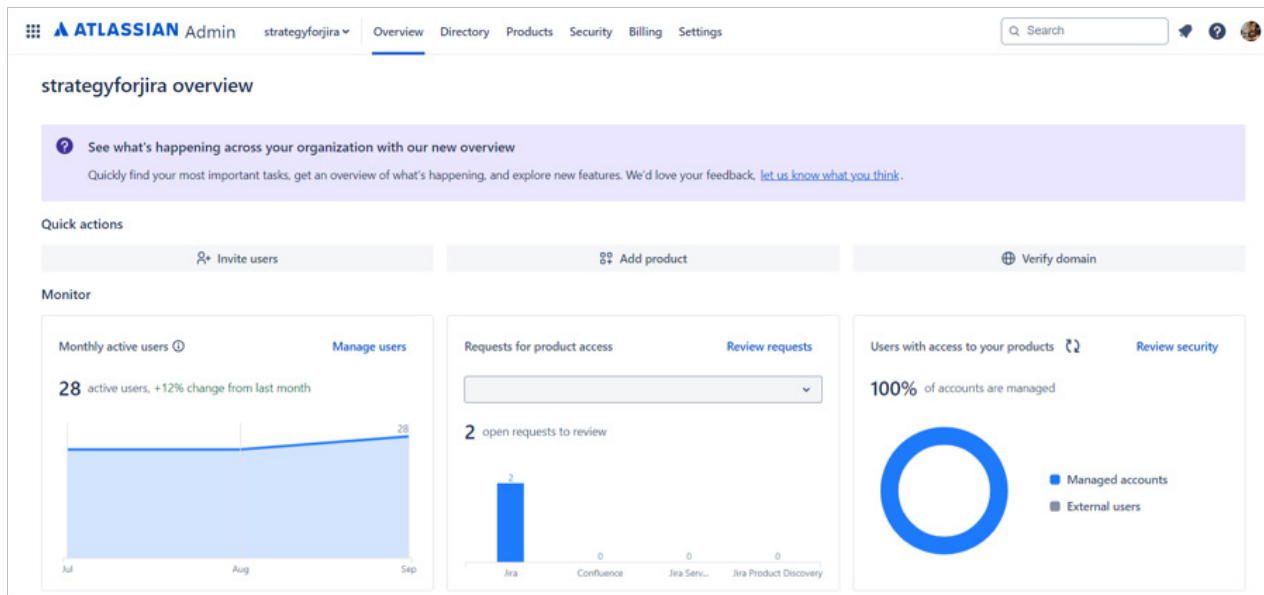 ATLASSIAN Admin strategyforjira Overview Directory Products Security Billing Settings Search
strategyforjira overview
See what's happening across your organization with our new overview
Quickly find your most important tasks, get an overview of what's happening, and explore new features. We'd love your feedback, let us know what you think.
Quick actions
Invite users Add product Verify domain
Monitor
Monthly active users Manage users
28 active users, +12% change from last month
28
Jul Aug Sep
Requests for product access Review requests
2 open requests to review
2 0 0 0
Jira Confluence Jira Serv... Jira Product Discovery
Users with access to your products Review security
100% of accounts are managed
Managed accounts
External users